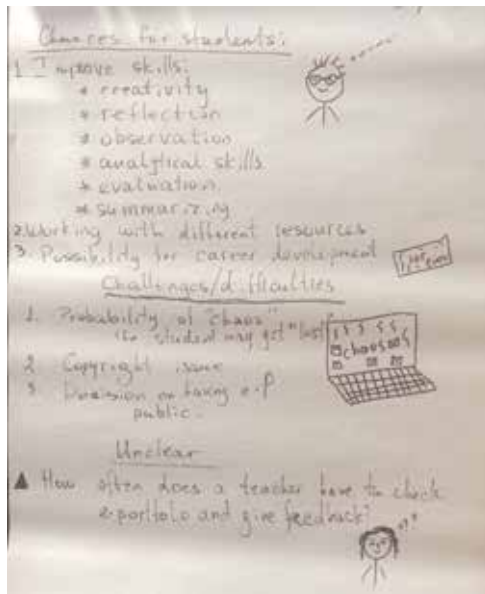 Chances for students:
1. Improve skills:
* creativity
* reflection
* observation
* analytical skills
* evaluation
* summarizing
2. Working with different resources
3. Possibility for career development
Challenges/difficulties
1. Probability of "chaos"
the student may get "lost"
chaos
2 Copyright issue
3 Decision on having e-P
public.
Unclear
▲ How often does a teacher have to check
e-portfolio and give feedback?
??